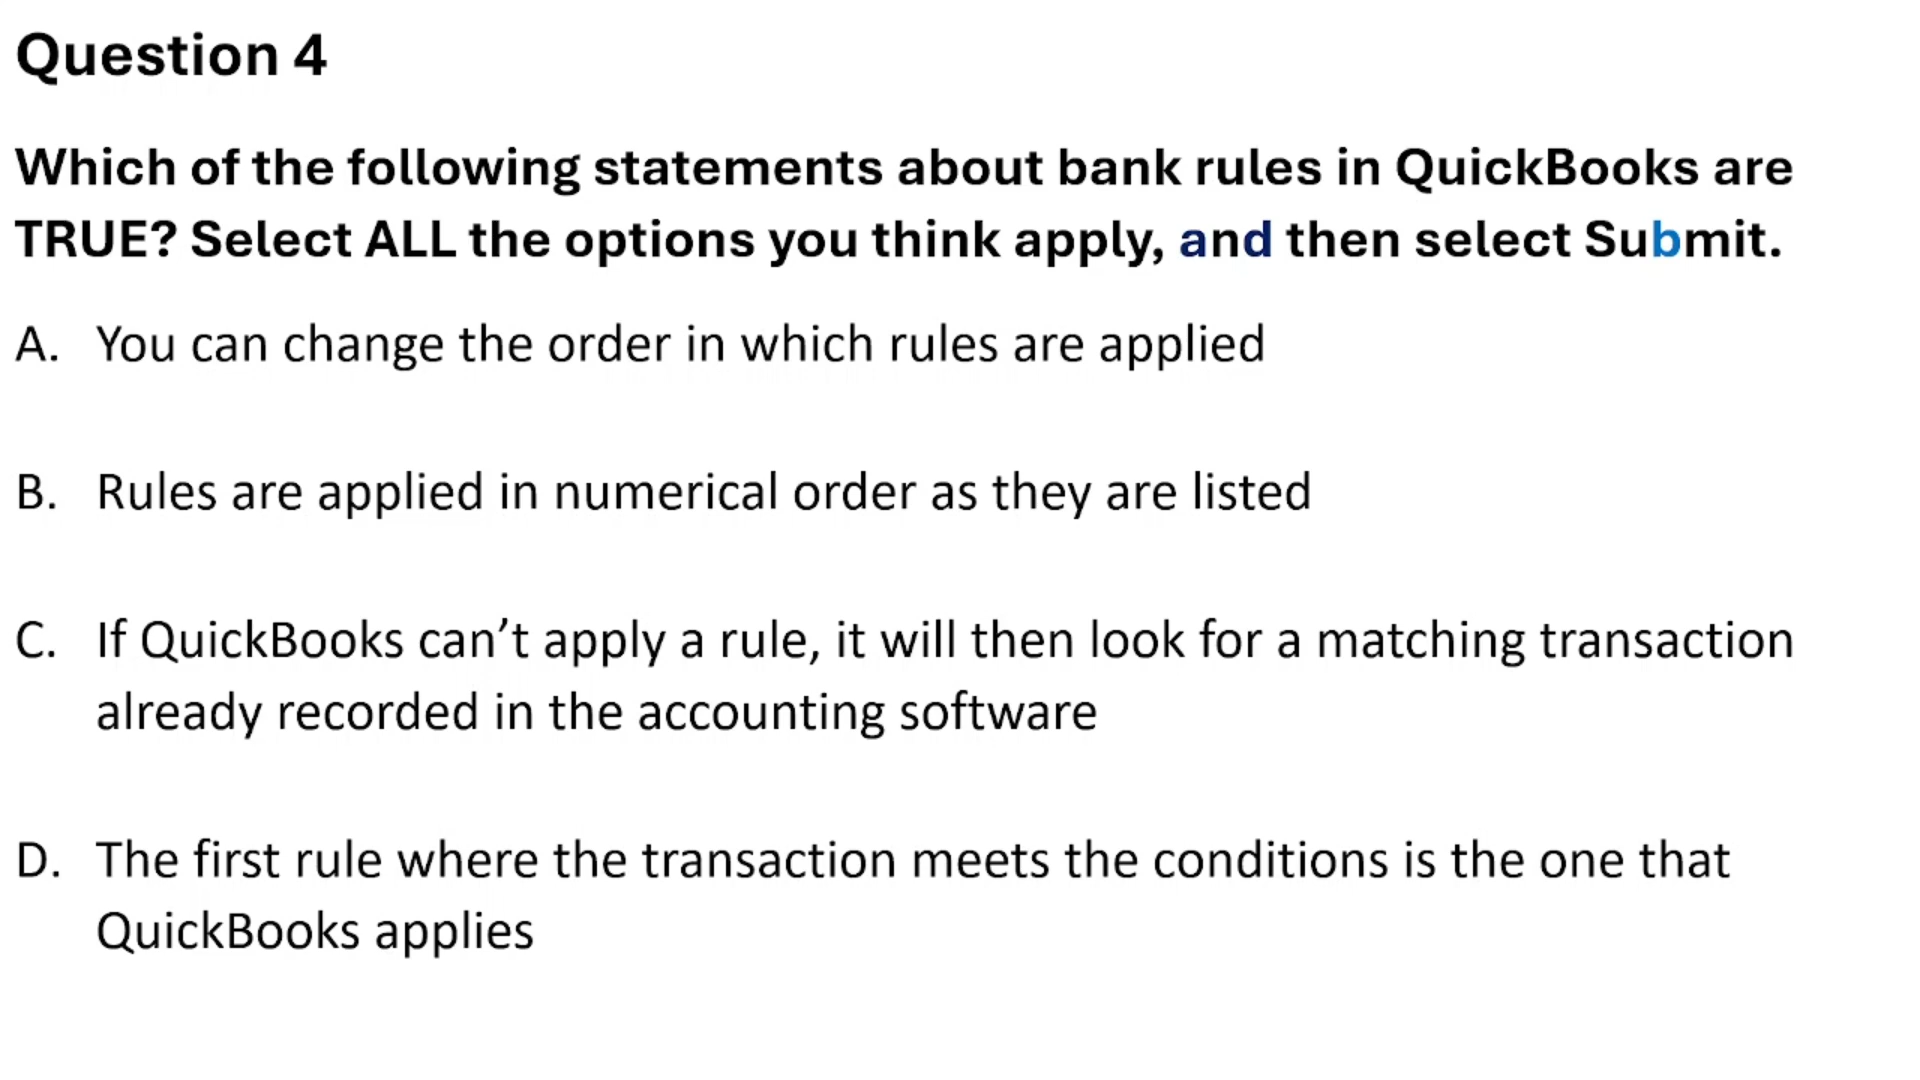 Question 4
Which of the following statements about bank rules in QuickBooks are
TRUE? Select ALL the options you think apply, and then select Submit.
A. You can change the order in which rules are applied
B. Rules are applied in numerical order as they are listed
C. If QuickBooks can’t apply a rule, it will then look for a matching transaction
already recorded in the accounting software
D. The first rule where the transaction meets the conditions is the one that
QuickBooks applies